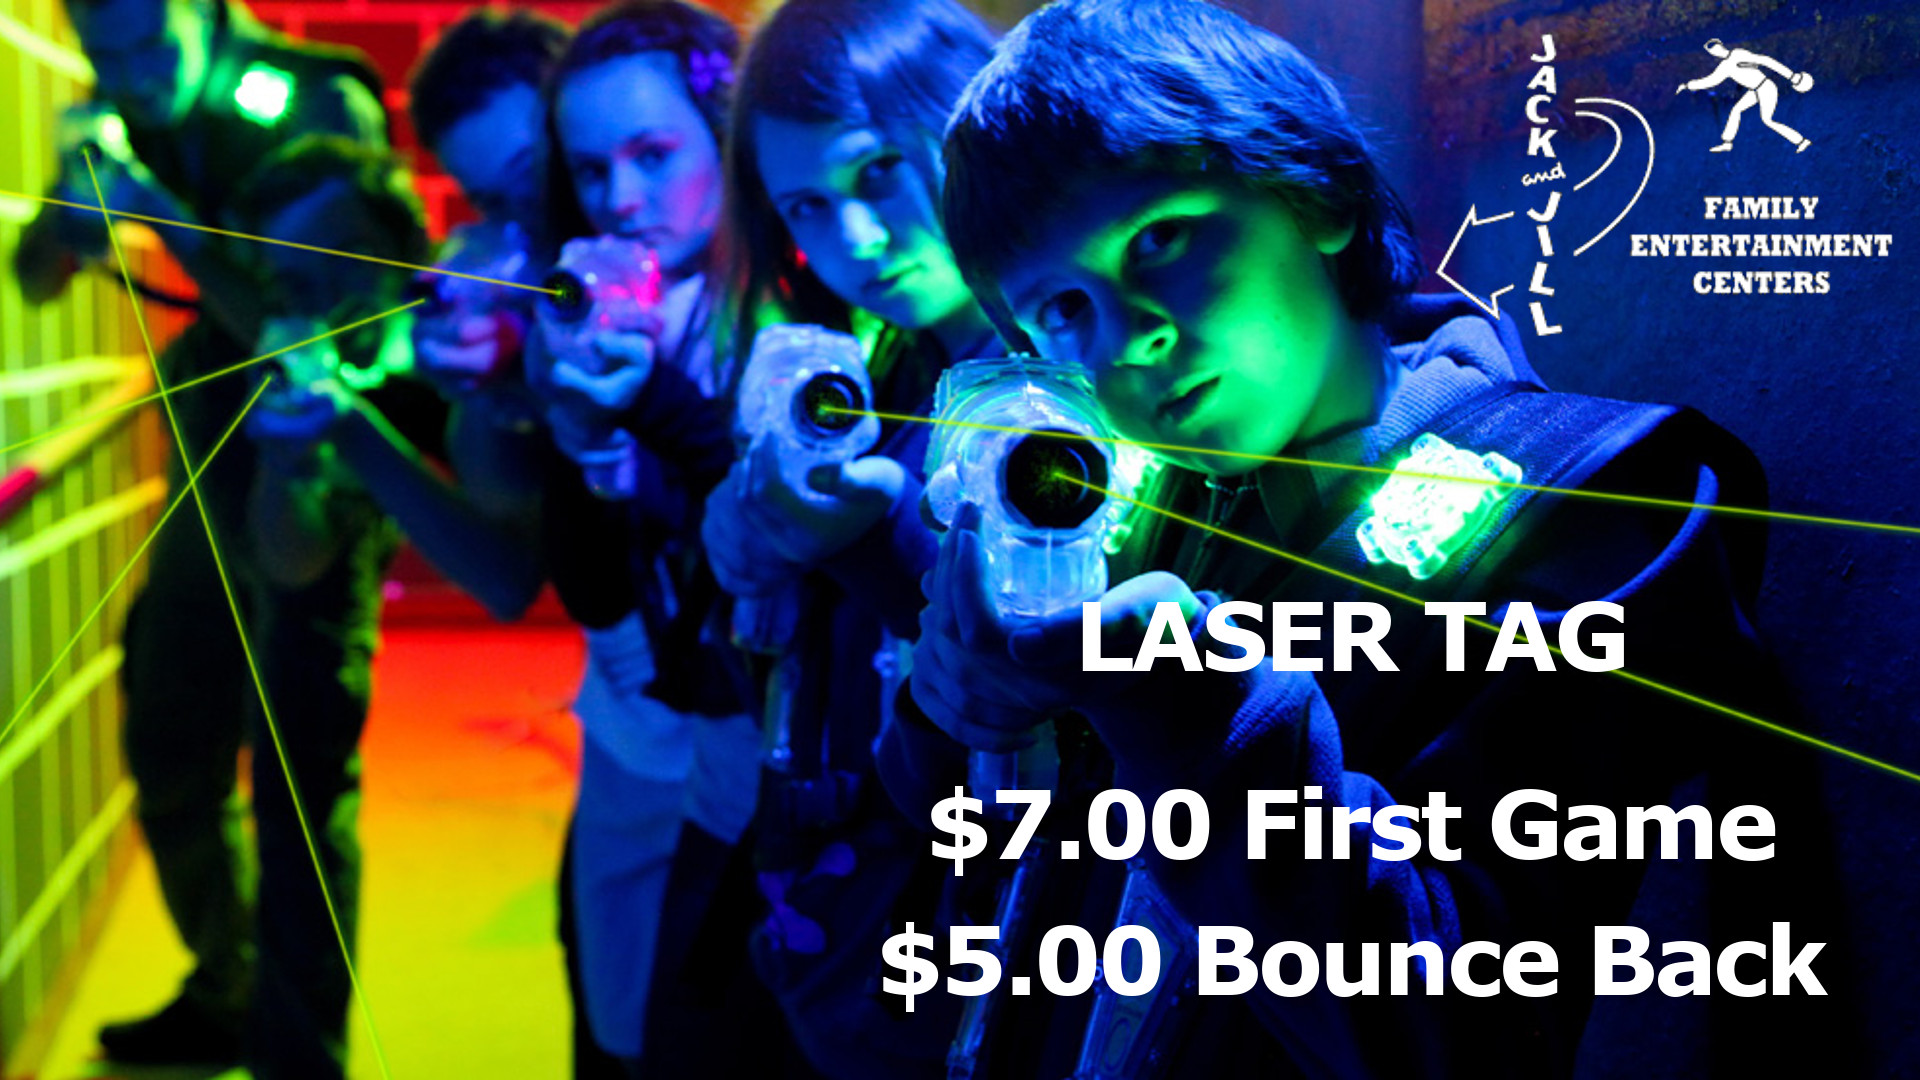 JACK
and
JILL
FAMILY
ENTERTAINMENT
CENTERS
LASER TAG
$7.00 First Game
$5.00 Bounce Back